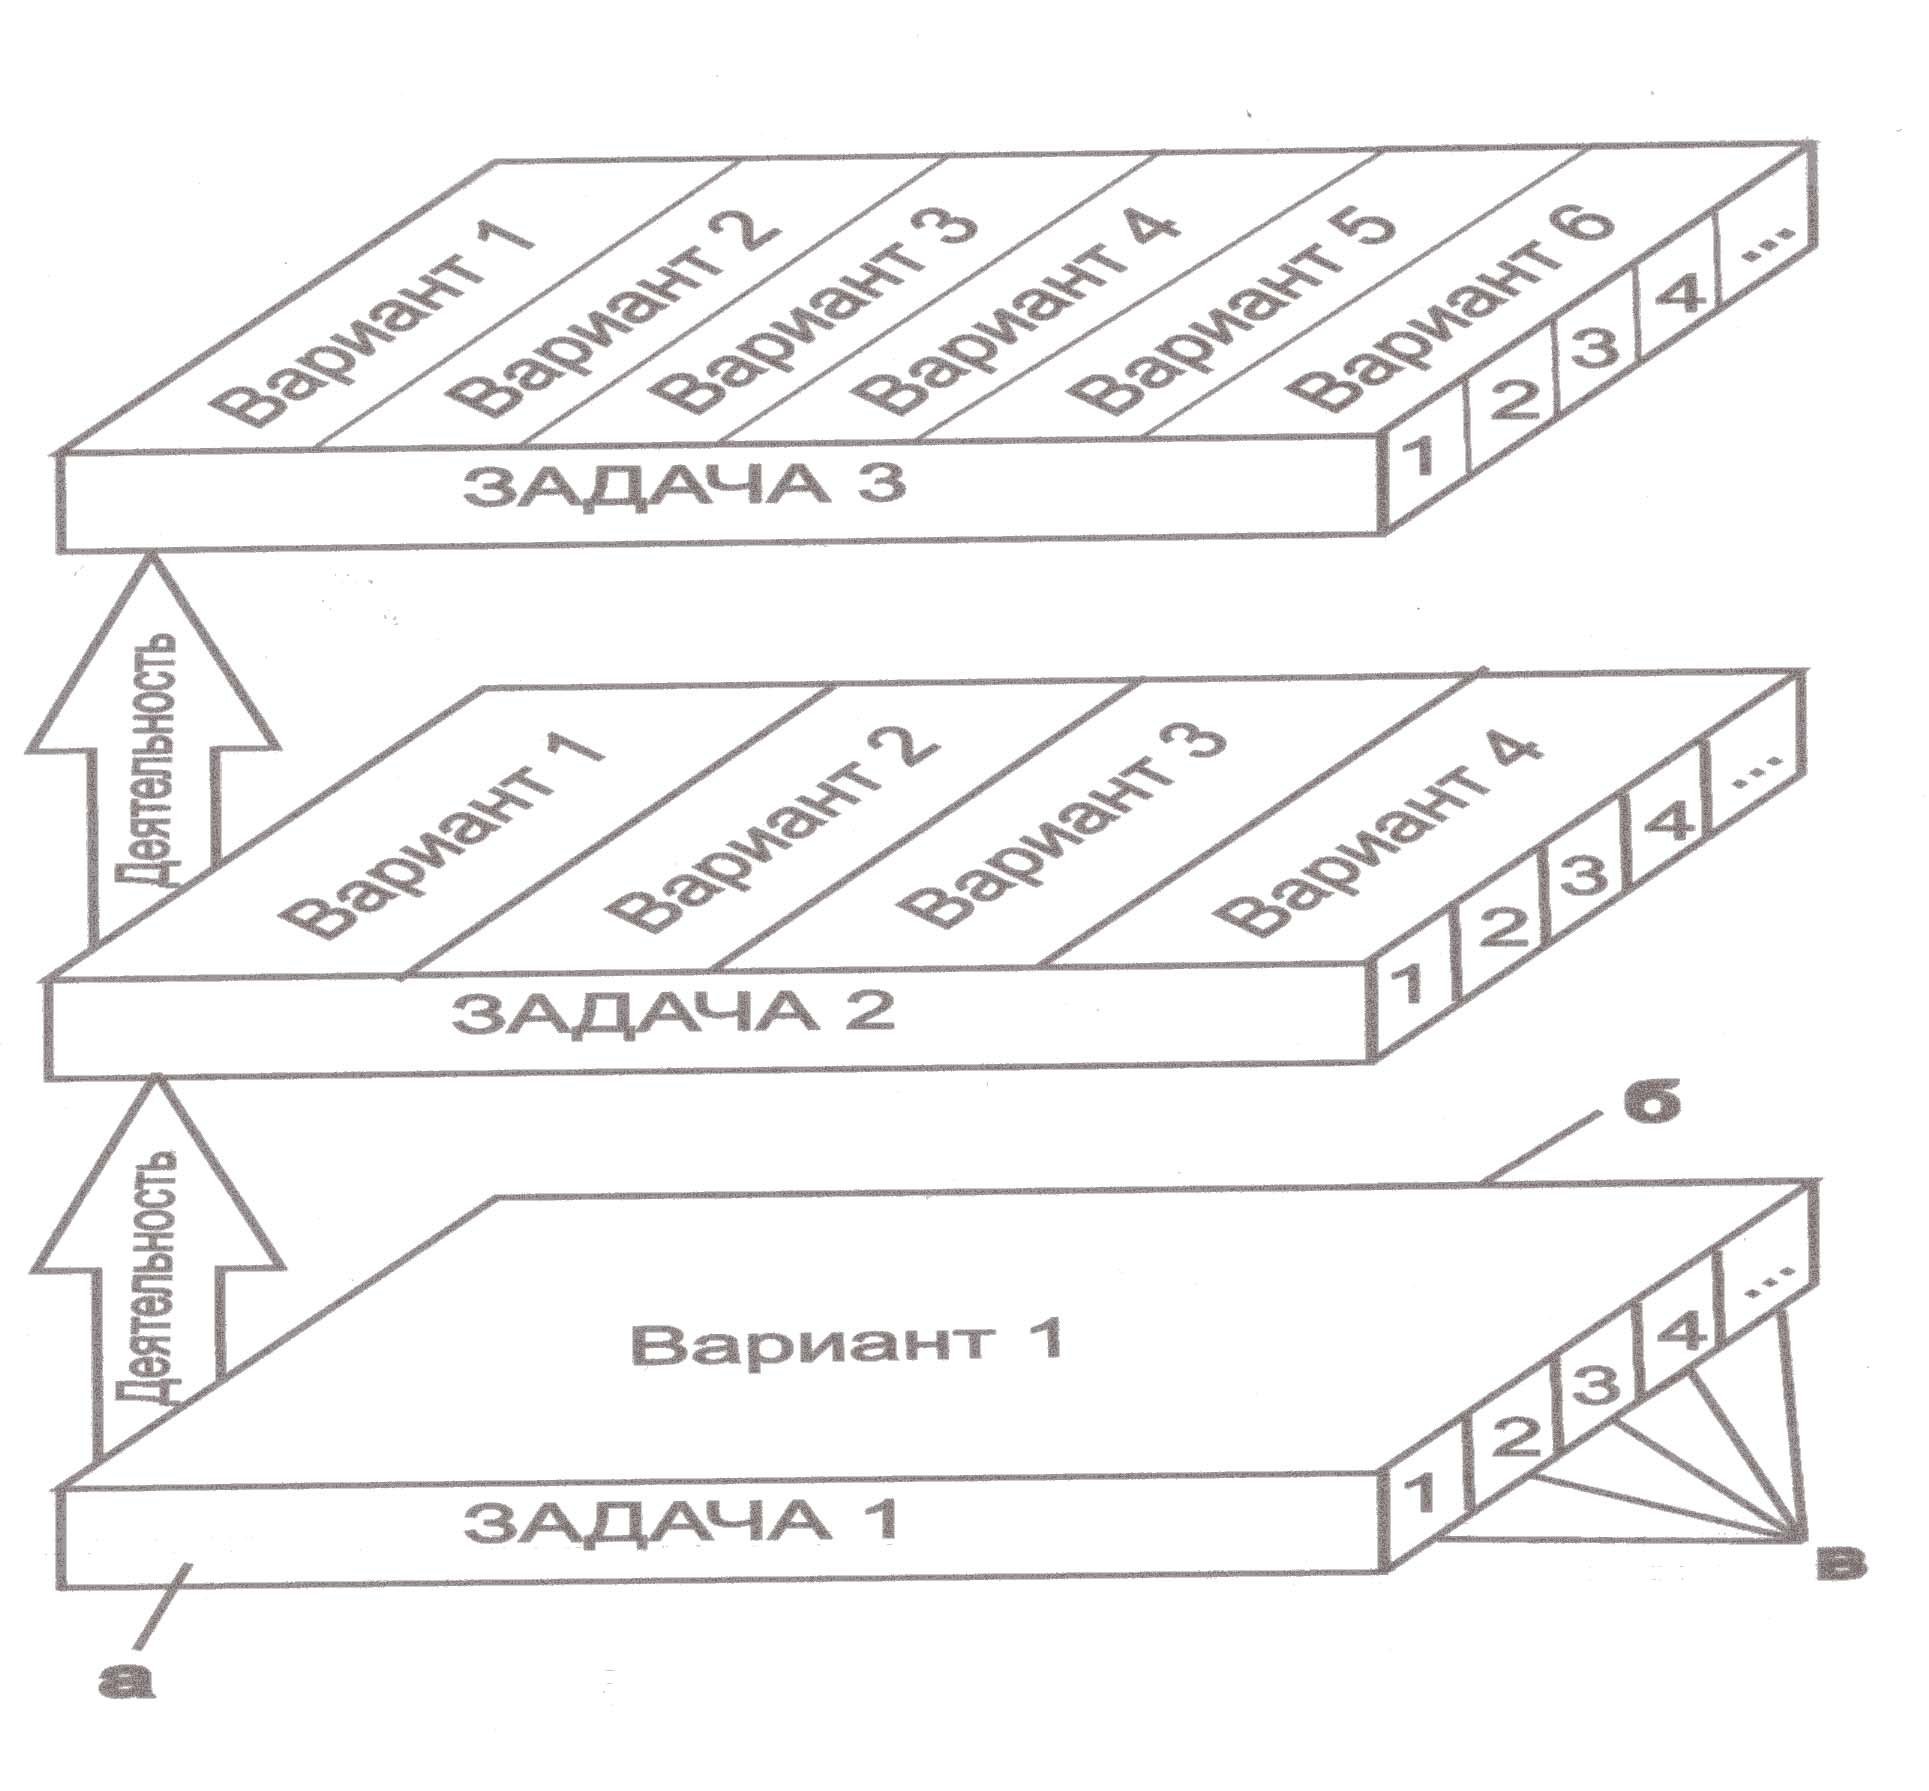 Вариант 1
Вариант 2
Вариант 3
Вариант 4
Вариант 5
Вариант 6
ЗАДАЧА 3
1
2
3
4
...
Деятельность
Вариант 1
Вариант 2
Вариант 3
Вариант 4
ЗАДАЧА 2
1
2
3
4
...
Деятельность
б
Вариант 1
ЗАДАЧА 1
1
2
3
4
...
в
а